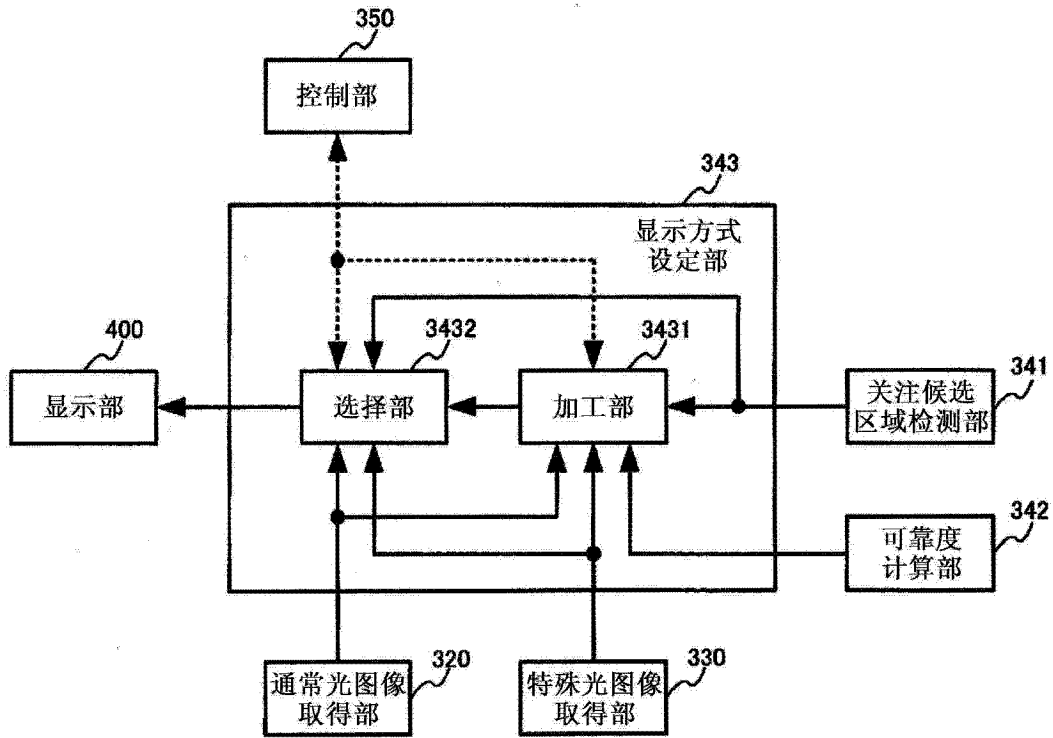 350
控制部
343
显示方式
设定部
400
显示部
3432
选择部
3431
加工部
341
关注候选
区域检测部
342
可靠度
计算部
320
通常光图像
取得部
330
特殊光图像
取得部